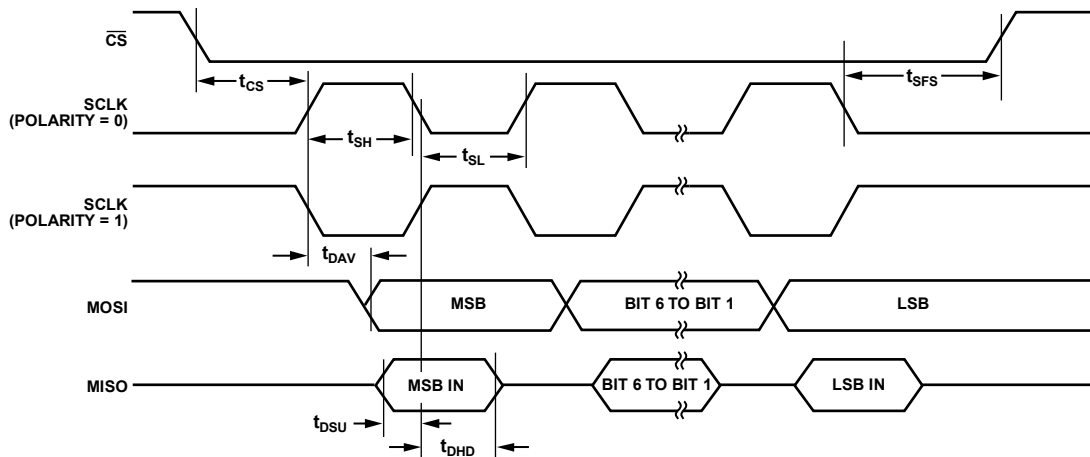 CS
tCS
tSFS
SCLK
(POLARITY = 0)
tSH
tSL
SCLK
(POLARITY = 1)
tDAV
MOSI
MSB
BIT 6 TO BIT 1
LSB
MISO
MSB IN
BIT 6 TO BIT 1
LSB IN
tDSU
tDHD